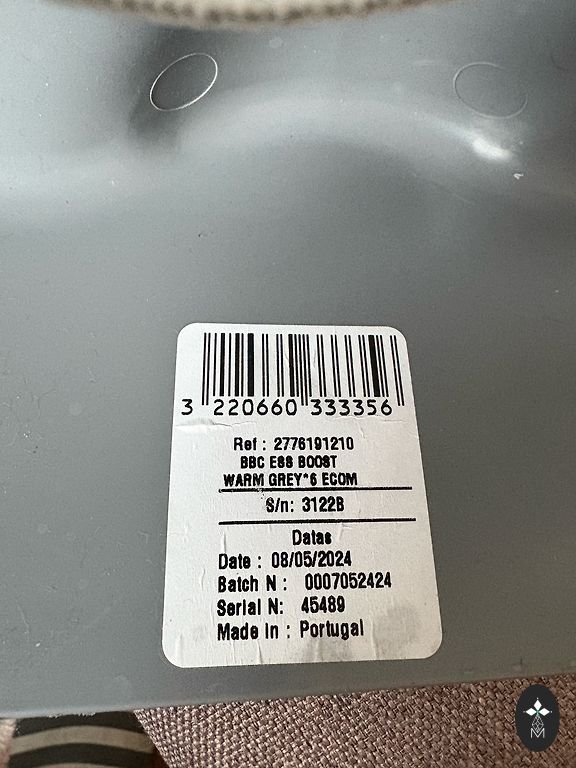 3 220660 333356
Ref : 2776191210
BBC ESS BOOST
WARM GREY*6 ECOM
S/n: 3122B
Datas
Date : 08/05/2024
Batch N : 0007052424
Serial N: 45489
Made In : Portugal
M